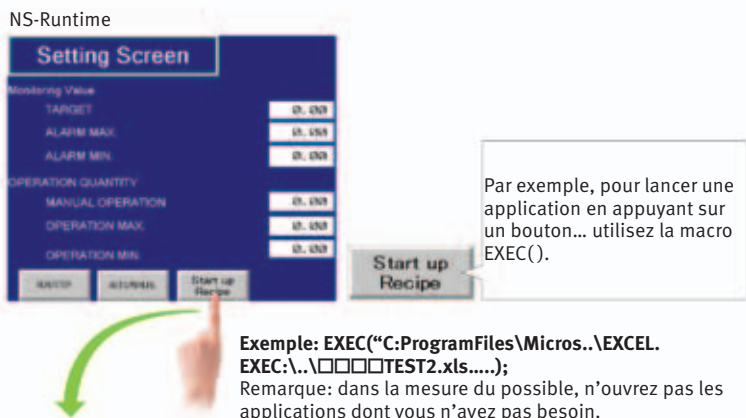 NS-Runtime
Setting Screen
Monitoring Value
TARGET 0.00
ALARM MAX. 0.00
ALARM MIN. 0.00
OPERATION QUANTITY
MANUAL OPERATION 0.00
OPERATION MAX. 0.00
OPERATION MIN. 0.00
Start up
Recipe
Start up
Recipe
Par exemple, pour lancer une
application en appuyant sur
un bouton… utilisez la macro
EXEC().
Exemple: EXEC(“C:ProgramFiles\Micros..\EXCEL.
EXEC:\..\□□□□TEST2.xls.....);
Remarque: dans la mesure du possible, n’ouvrez pas les
applications dont vous n’avez pas besoin.